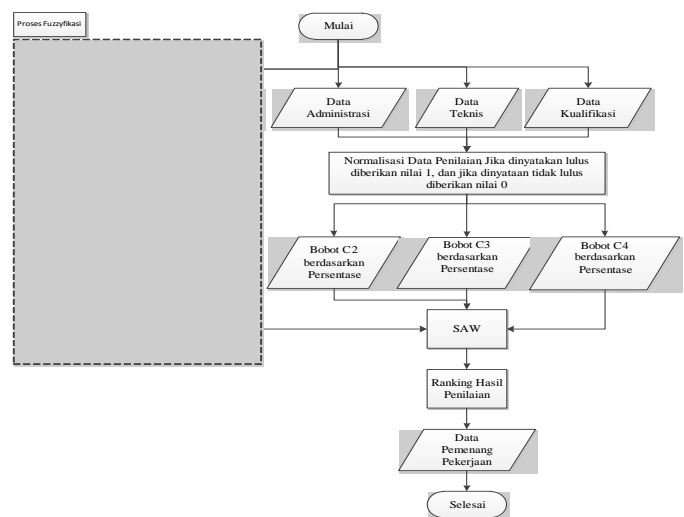 Proses Fuzzyfikasi
Mulai
Data
Administrasi
Data
Teknis
Data
Kualifikasi
Normalisasi Data Penilaian, Jika dinyatakan lulus
diberikan nilai 1, dan jika dinyataan tidak lulus
diberikan nilai 0
Bobot C2
berdasarkan
Persentase
Bobot C3
berdasarkan
Persentase
Bobot C4
berdasarkan
Persentase
SAW
Ranking Hasil
Penilaian
Data
Pemenang
Pekerjaan
Selesai